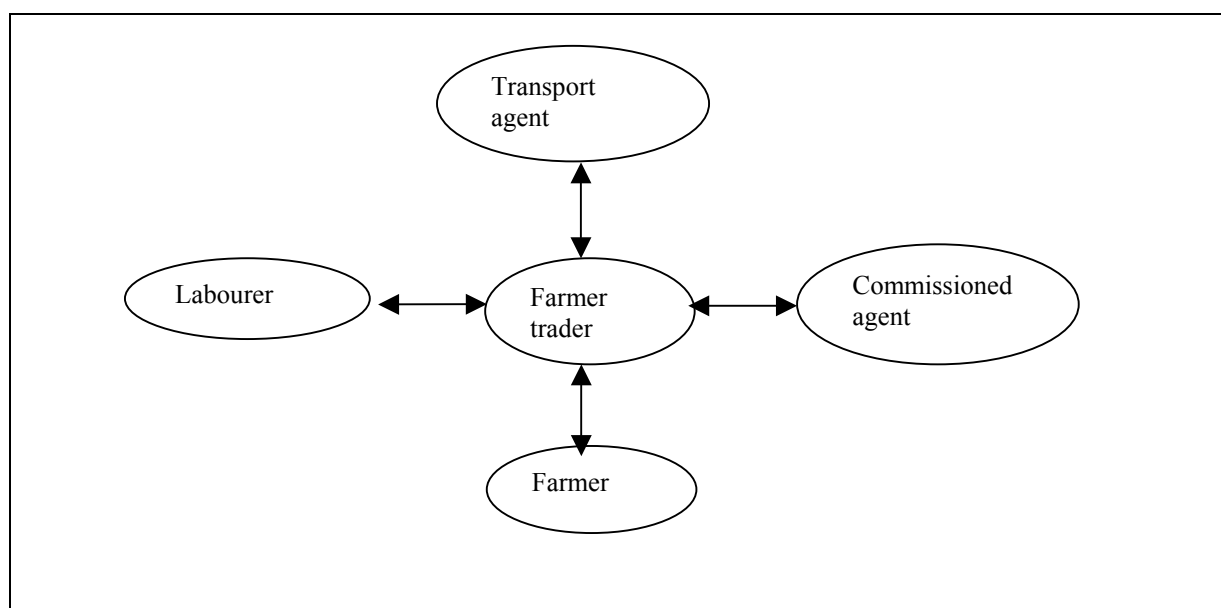 Transport
agent
Labourer
Farmer
trader
Commissioned
agent
Farmer